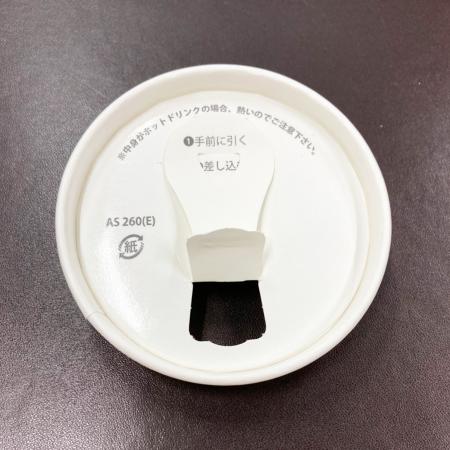 ※中身がホットドリンクの場合、熱いのでご注意下さい。
❶手前に引く
差し込
AS 260(E)
紙